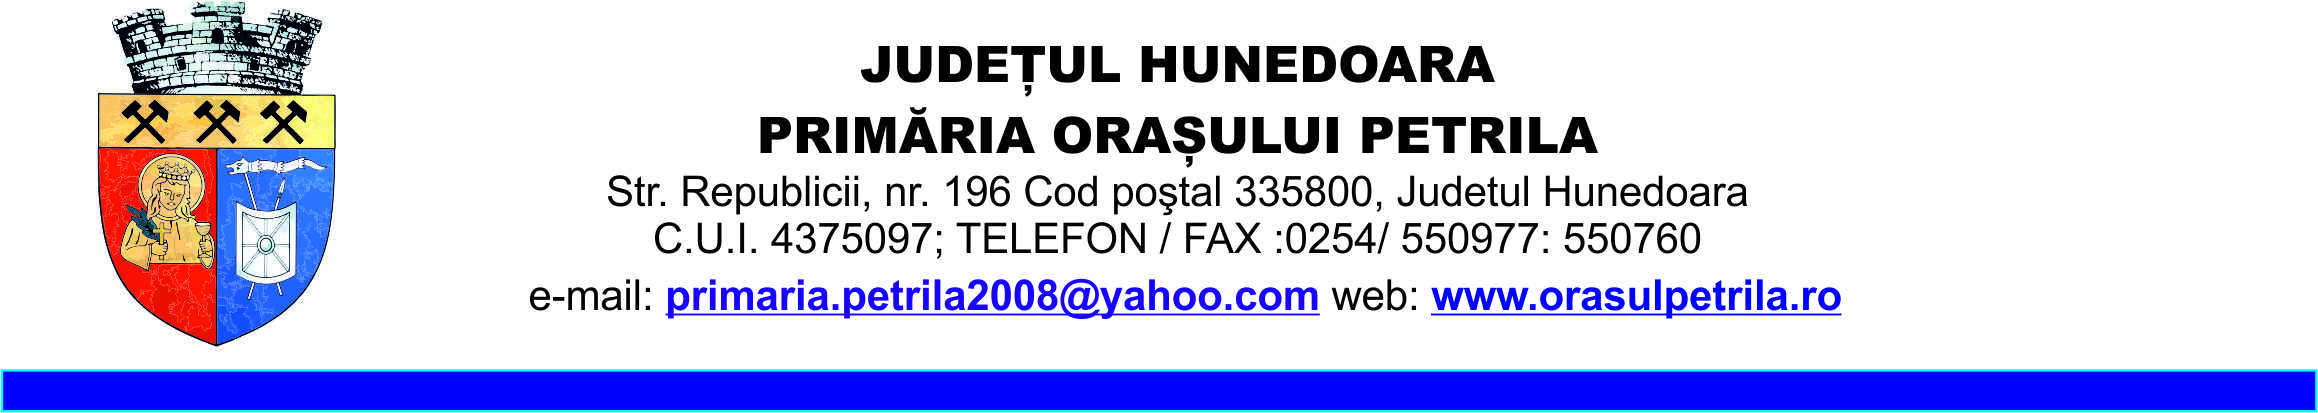 JUDEȚUL HUNEDOARA
PRIMĂRIA ORAȘULUI PETRILA
Str. Republicii, nr. 196 Cod poştal 335800, Judetul Hunedoara
C.U.I. 4375097; TELEFON / FAX :0254/ 550977: 550760
e-mail: primaria.petrila2008@yahoo.com web: www.orasulpetrila.ro